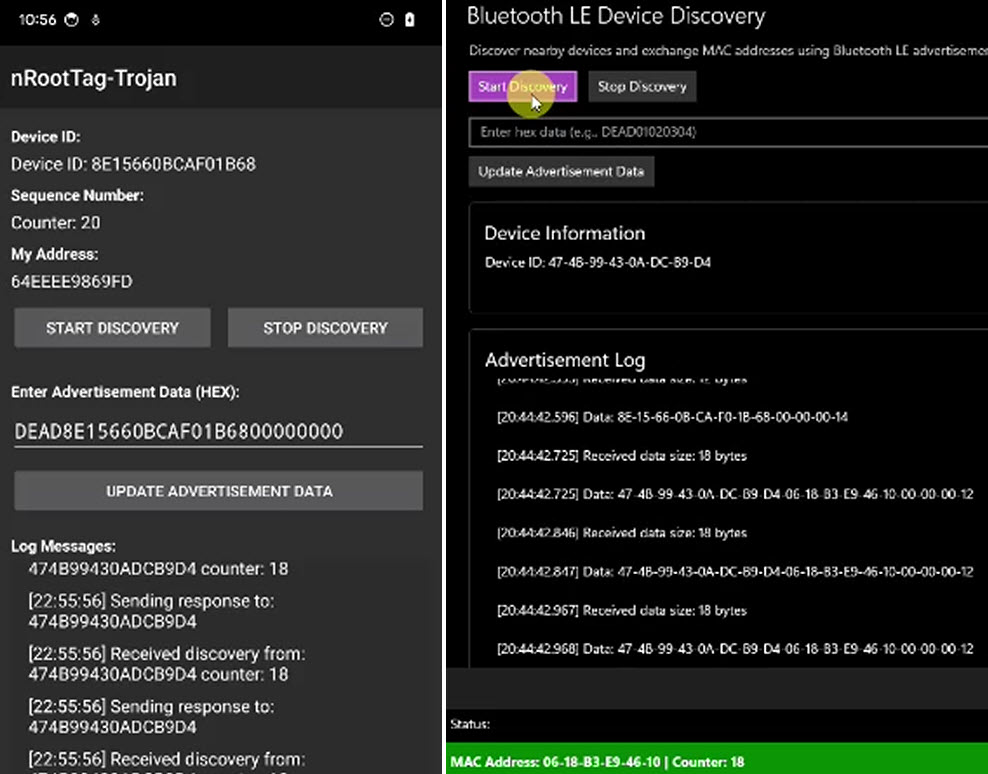 10:56
nRootTag-Trojan
Device ID:
Device ID: 8E15660BCAF01B68
Sequence Number:
Counter: 20
My Address:
64EEEE9869FD
START DISCOVERY
STOP DISCOVERY
Enter Advertisement Data (HEX):
DEAD8E15660BCAF01B6800000000
UPDATE ADVERTISEMENT DATA
Log Messages:
474B99430ADCB9D4 counter: 18
[22:55:56] Sending response to:
474B99430ADCB9D4
[22:55:56] Received discovery from:
474B99430ADCB9D4 counter: 18
[22:55:56] Sending response to:
474B99430ADCB9D4
[22:55:56] Received discovery from:
Bluetooth LE Device Discovery
Discover nearby devices and exchange MAC addresses using Bluetooth LE
Start Discovery
Stop Discovery
Enter hex data (e.g., DEAD01020304)
Update Advertisement Data
Device Information
Device ID: 47-4B-99-43-0A-DC-B9-D4
Advertisement Log
Received data size: 12 bytes
[20:44:42.596] Data: 8E-15-66-0B-CA-F0-1B-68-00-00-00-14
[20:44:42.725] Received data size: 18 bytes
[20:44:42.725] Data: 47-4B-99-43-0A-DC-B9-D4-06-18-B3-E9-46-10-00-00-00-12
[20:44:42.846] Received data size: 18 bytes
[20:44:42.847] Data: 47-4B-99-43-0A-DC-B9-D4-06-18-B3-E9-46-10-00-00-00-12
[20:44:42.967] Received data size: 18 bytes
[20:44:42.968] Data: 47-4B-99-43-0A-DC-B9-D4-06-18-B3-E9-46-10-00-00-00-12
Status:
MAC Address: 06-18-B3-E9-46-10 | Counter: 18